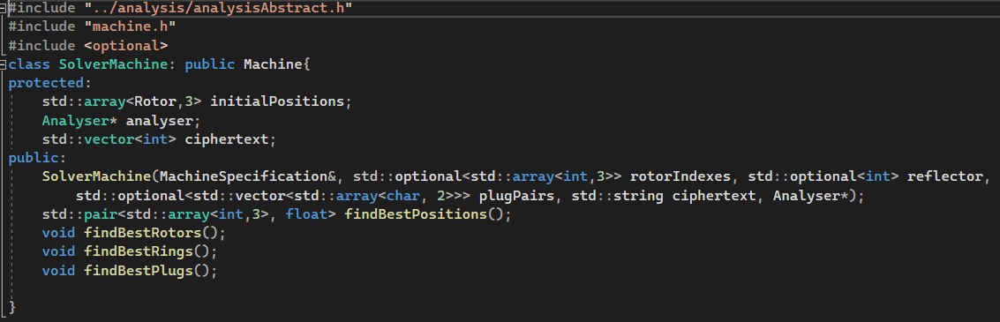 #include "../analysis/analysisAbstract.h"
#include "machine.h"
#include <optional>
class SolverMachine: public Machine{
protected:
    std::array<Rotor,3> initialPositions;
    Analyser* analyser;
    std::vector<int> ciphertext;
public:
    SolverMachine(MachineSpecification&, std::optional<std::array<int,3>> rotorIndexes, std::optional<int> reflector,
        std::optional<std::vector<std::array<char, 2>>> plugPairs, std::string ciphertext, Analyser*);
    std::pair<std::array<int,3>, float> findBestPositions();
    void findBestRotors();
    void findBestRings();
    void findBestPlugs();
}